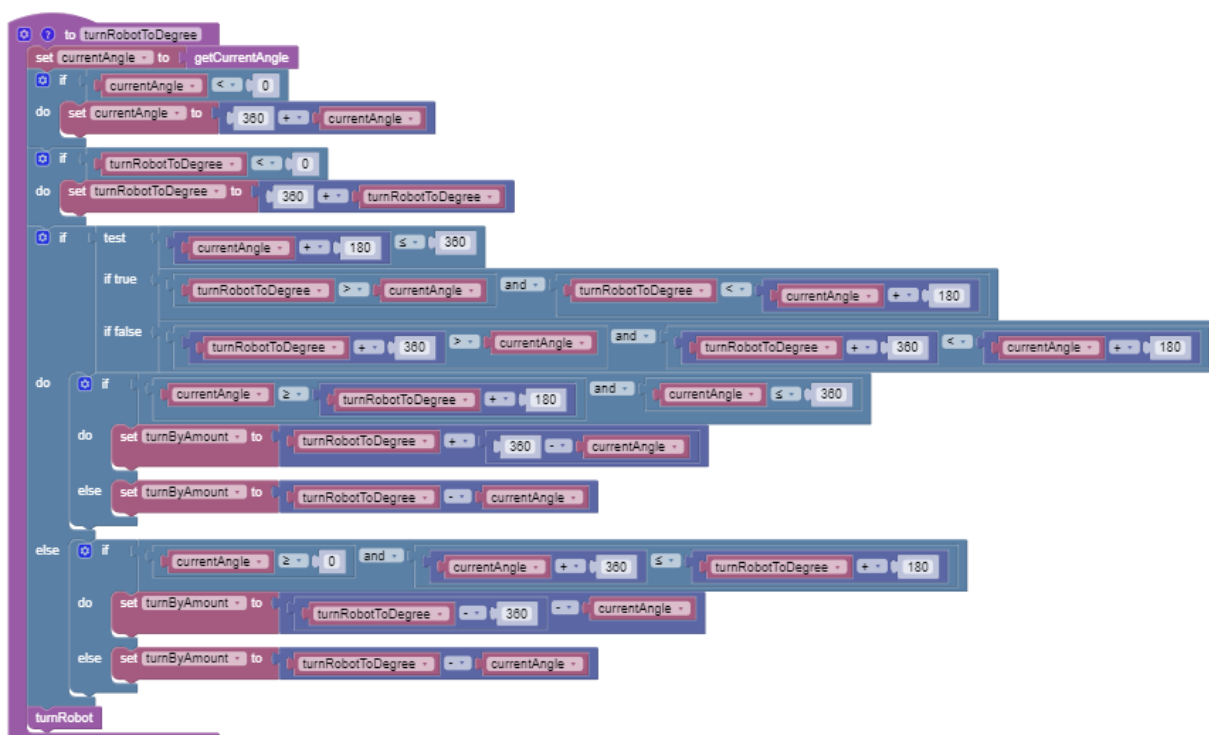 ? to turnRobotToDegree
set currentAngle to getCurrentAngle
if currentAngle < 0
do set currentAngle to 360 + currentAngle
if turnRobotToDegree < 0
do set turnRobotToDegree to 360 + turnRobotToDegree
if test currentAngle + 180 ≤ 360
if true turnRobotToDegree > currentAngle and turnRobotToDegree < currentAngle + 180
if false turnRobotToDegree + 360 > currentAngle and turnRobotToDegree + 360 < currentAngle + 180
do if currentAngle ≥ turnRobotToDegree + 180 and currentAngle ≤ 360
do set turnByAmount to turnRobotToDegree + 360 - currentAngle
else set turnByAmount to turnRobotToDegree - currentAngle
else if currentAngle ≥ 0 and currentAngle + 360 ≤ turnRobotToDegree + 180
do set turnByAmount to turnRobotToDegree - 360 - currentAngle
else set turnByAmount to turnRobotToDegree - currentAngle
turnRobot